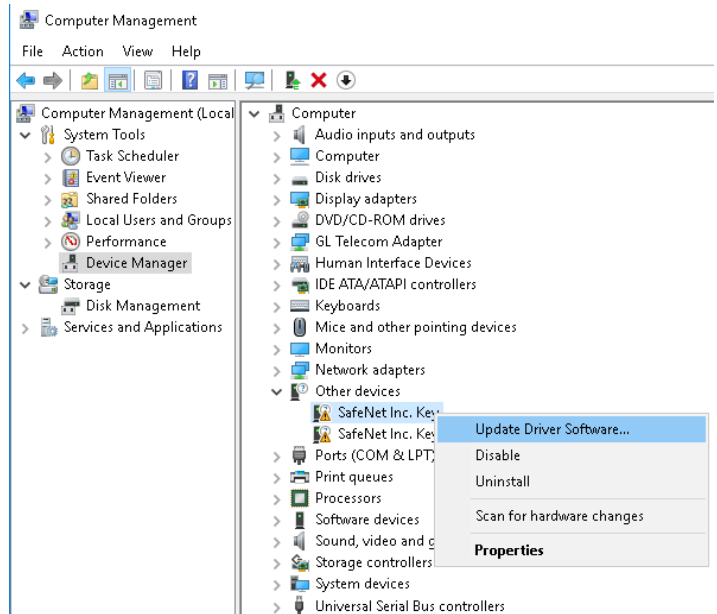 Computer Management
File Action View Help
Computer Management (Local
System Tools
Task Scheduler
Event Viewer
Shared Folders
Local Users and Groups
Performance
Device Manager
Storage
Disk Management
Services and Applications
Computer
Audio inputs and outputs
Computer
Disk drives
Display adapters
DVD/CD-ROM drives
GL Telecom Adapter
Human Interface Devices
IDE ATA/ATAPI controllers
Keyboards
Mice and other pointing devices
Monitors
Network adapters
Other devices
SafeNet Inc. Key
SafeNet Inc. Key
Ports (COM & LPT)
Print queues
Processors
Software devices
Sound, video and g
Storage controllers
System devices
Universal Serial Bus controllers
Update Driver Software...
Disable
Uninstall
Scan for hardware changes
Properties